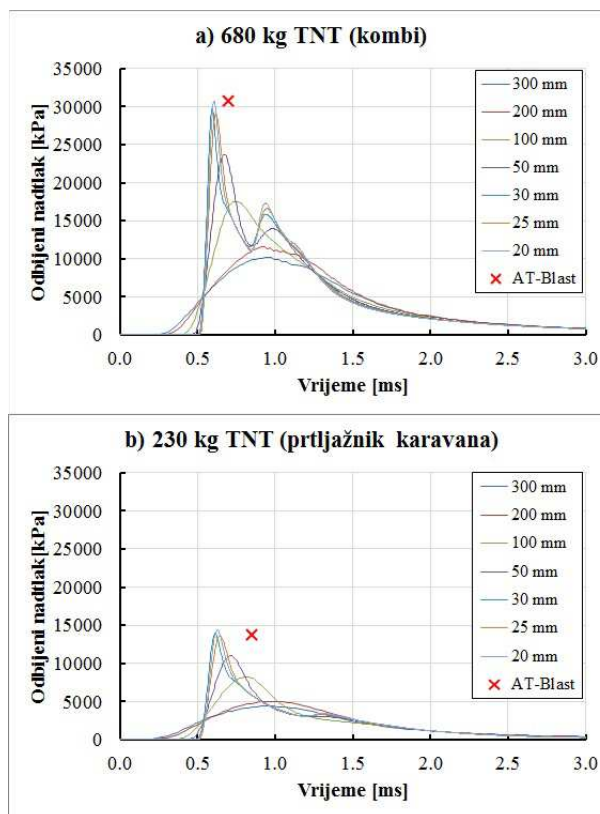 a) 680 kg TNT (kombi)
35000
30000
25000
20000
15000
10000
5000
0
Odbijeni nadtlak [kPa]
300 mm
200 mm
100 mm
50 mm
30 mm
25 mm
20 mm
AT-Blast
0.0 0.5 1.0 1.5 2.0 2.5 3.0
Vrijeme [ms]
b) 230 kg TNT (prtljažnik karavana)
35000
30000
25000
20000
15000
10000
5000
0
Odbijeni nadtlak[kPa]
300 mm
200 mm
100 mm
50 mm
30 mm
25 mm
20 mm
AT-Blast
0.0 0.5 1.0 1.5 2.0 2.5 3.0
Vrijeme [ms]